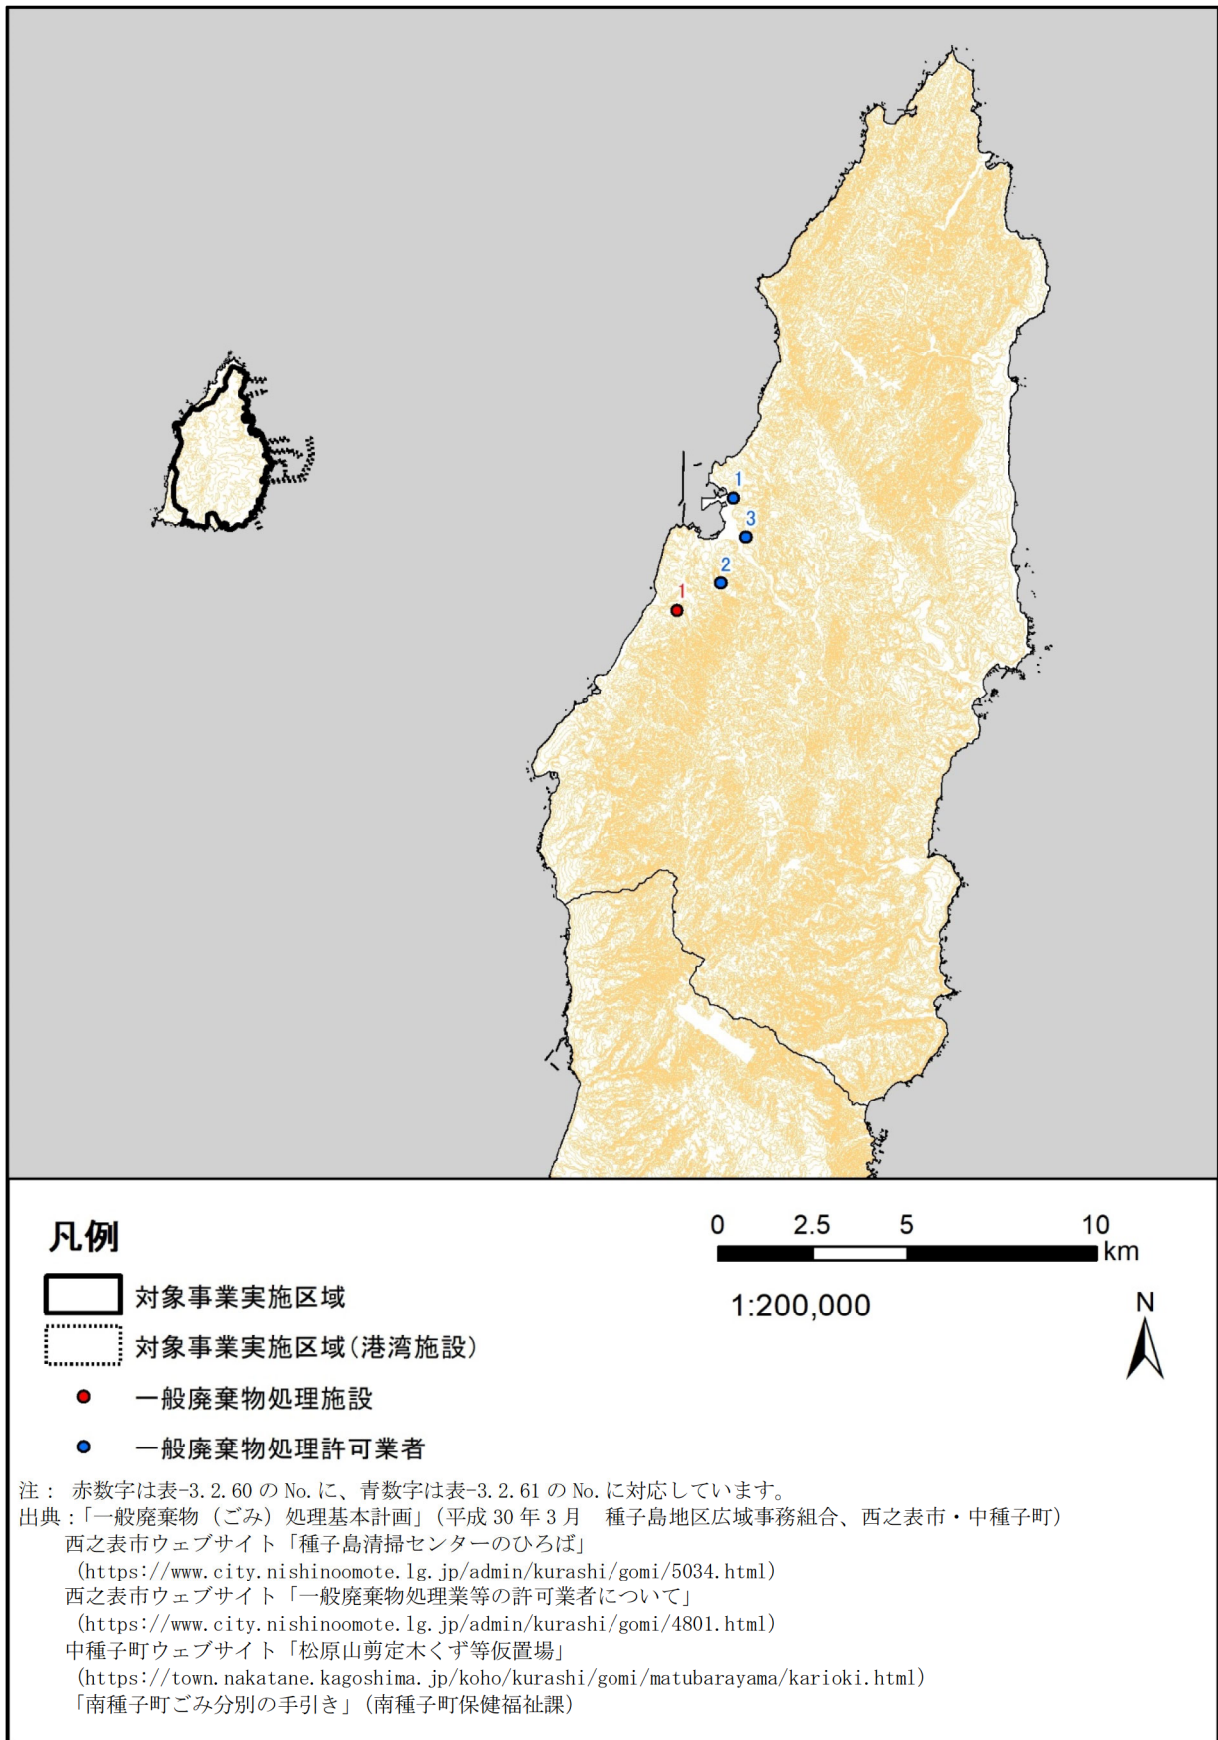 1
3
2
1
凡例
0 2.5 5 10
km
1:200,000
N
対象事業実施区域
対象事業実施区域(港湾施設)
一般廃棄物処理施設
一般廃棄物処理許可業者
注： 赤数字は表-3.2.60 の No.に、青数字は表-3.2.61 の No.に対応しています。
出典：「一般廃棄物（ごみ）処理基本計画」（平成 30 年 3 月　種子島地区広域事務組合、西之表市・中種子町）
西之表市ウェブサイト「種子島清掃センターのひろば」
（https://www.city.nishinoomote.lg.jp/admin/kurashi/gomi/5034.html）
西之表市ウェブサイト「一般廃棄物処理業等の許可業者について」
（https://www.city.nishinoomote.lg.jp/admin/kurashi/gomi/4801.html）
中種子町ウェブサイト「松原山剪定木くず等仮置場」
（https://town.nakatane.kagoshima.jp/koho/kurashi/gomi/matubarayama/karioki.html）
「南種子町ごみ分別の手引き」（南種子町保健福祉課）